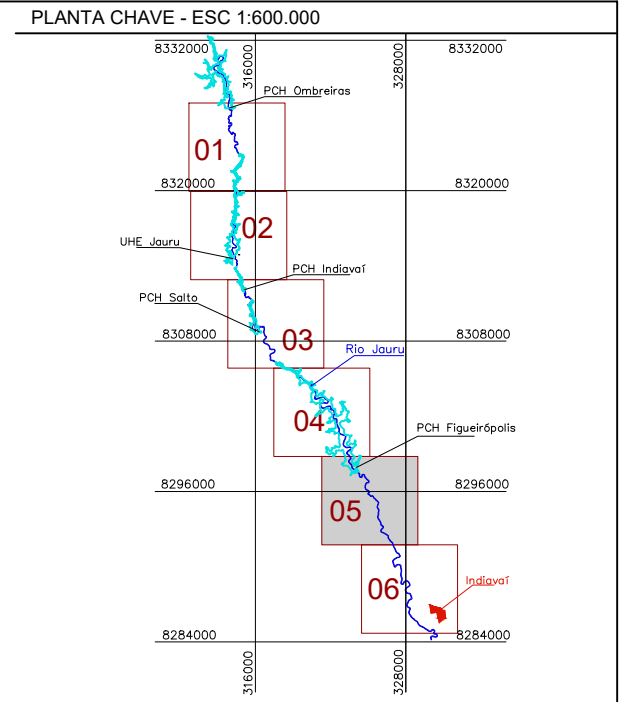 PLANTA CHAVE - ESC 1:600.000
8332000
316000
328000
8332000
PCH Ombreiras
01
8320000
8320000
02
UHE Jauru
PCH Indiavaí
PCH Salto
03
8308000
8308000
Rio Jauru
04
PCH Figueirópolis
8296000
8296000
05
06
Indiavaí
8284000
8284000
316000
328000